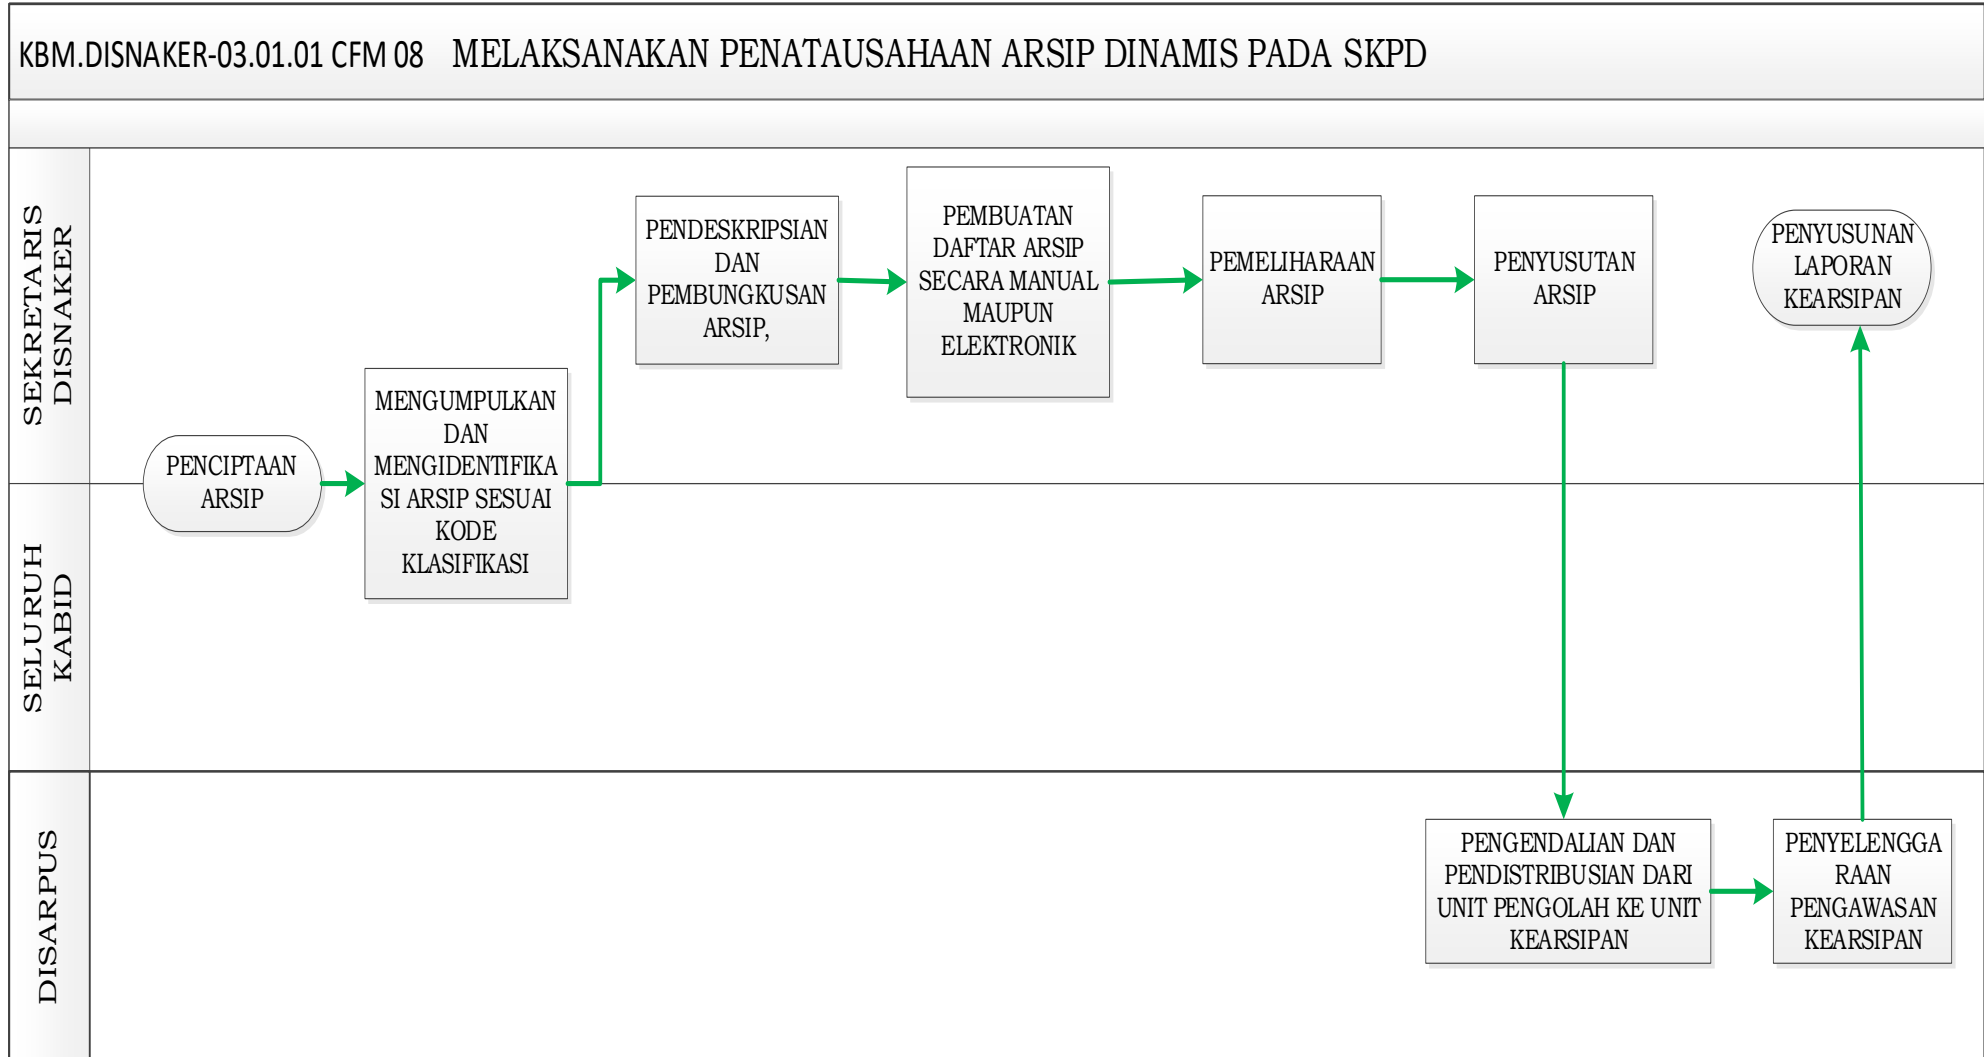 KBM.DISNAKER-03.01.01 CFM 08 MELAKSANAKAN PENATAUSAHAAN ARSIP DINAMIS PADA SKPD
SEKRETARIS
DISNAKER
PENCIPTAAN
ARSIP
MENGUMPULKAN
DAN
MENGIDENTIFIKA
SI ARSIP SESUAI
KODE
KLASIFIKASI
PENDESKRIPSIAN
DAN
PEMBUNGKUSAN
ARSIP,
PEMBUATAN
DAFTAR ARSIP
SECARA MANUAL
MAUPUN
ELEKTRONIK
PEMELIHARAAN
ARSIP
PENYUSUTAN
ARSIP
PENYUSUNAN
LAPORAN
KEARSIPAN
SELURUH
KABID
DISARPUS
PENGENDALIAN DAN
PENDISTRIBUSIAN DARI
UNIT PENGOLAH KE UNIT
KEARSIPAN
PENYELENGGA
RAAN
PENGAWASAN
KEARSIPAN